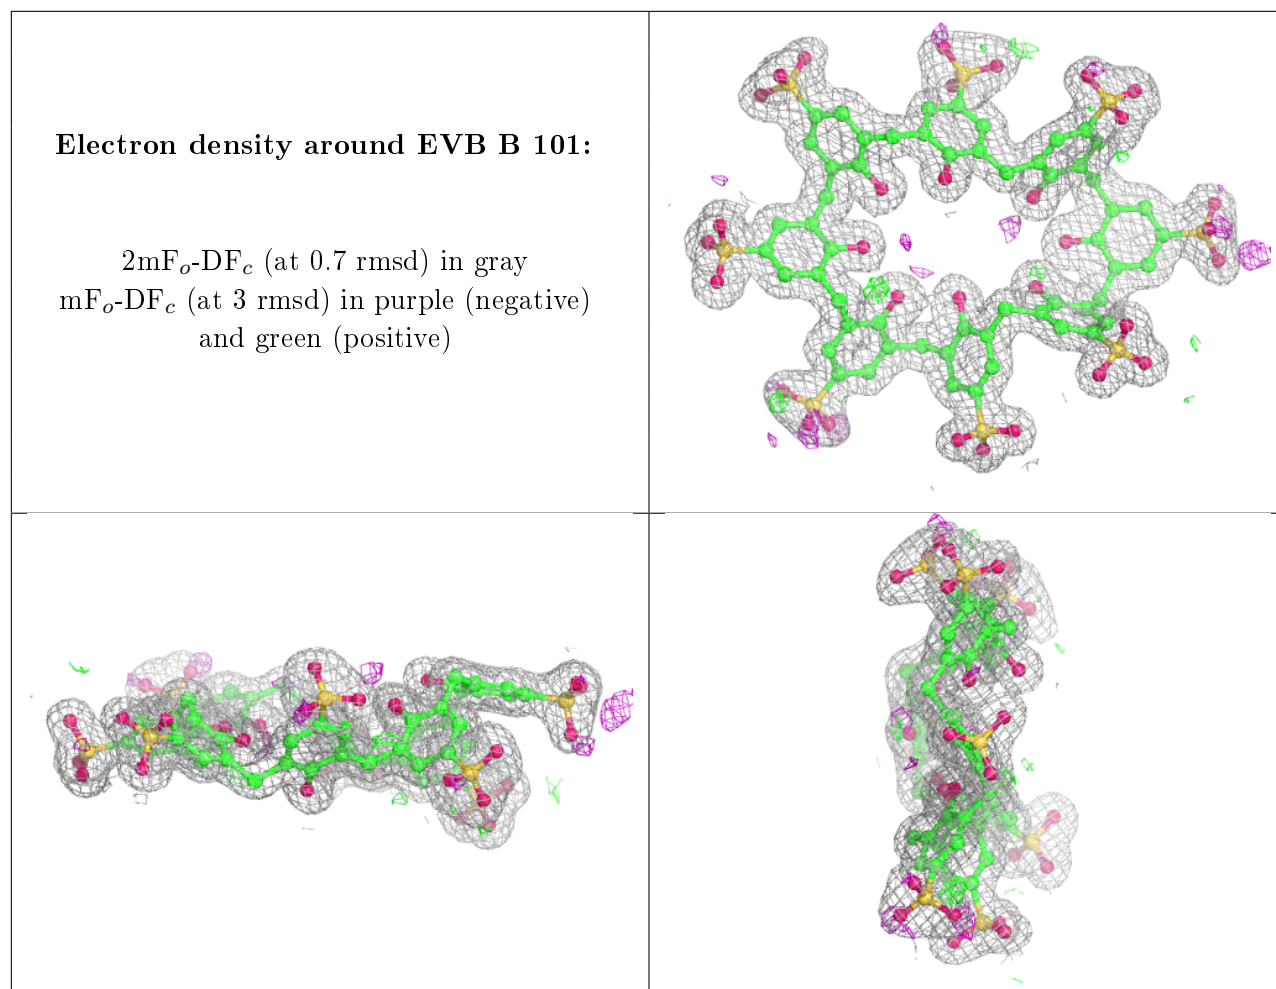 Electron density around EVB B 101:
2mFo-DFc (at 0.7 rmsd) in gray
mFo-DFc (at 3 rmsd) in purple (negative)
and green (positive)